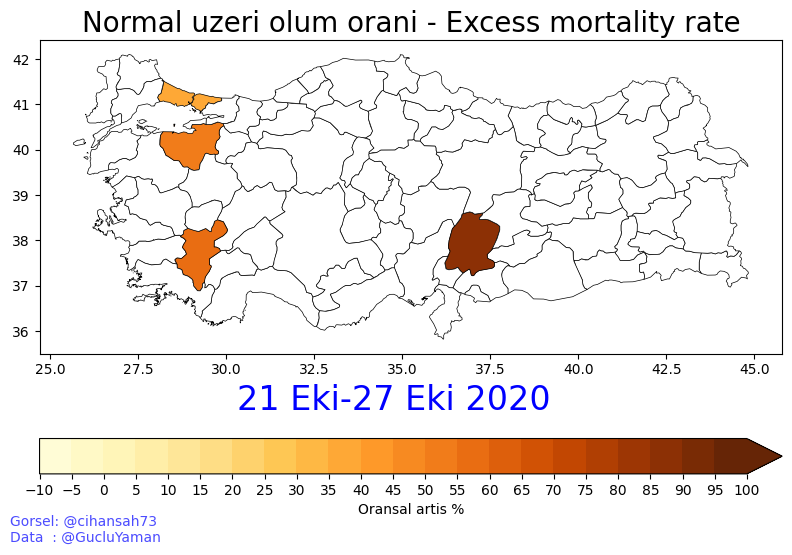 Normal uzeri olum orani - Excess mortality rate
42
41
40
39
38
37
36
25.0 27.5 30.0 32.5 35.0 37.5 40.0 42.5 45.0
21 Eki-27 Eki 2020
−10 −5 0 5 10 15 20 25 30 35 40 45 50 55 60 65 70 75 80 85 90 95 100
Oransal artis %
Gorsel: @cihansah73
Data : @GucluYaman